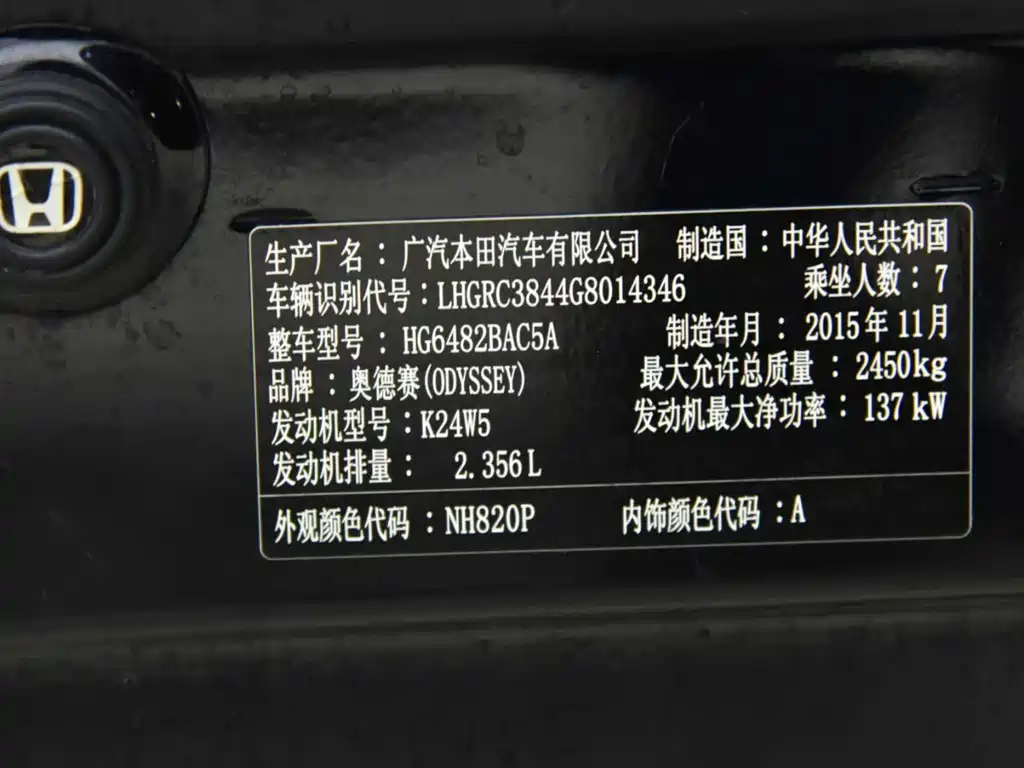 生产厂名：广汽本田汽车有限公司 制造国：中华人民共和国
车辆识别代号：LHGRC3844G8014346 乘坐人数：7
整车型号：HG6482BAC5A 制造年月：2015年11月
品牌：奥德赛(ODYSSEY) 最大允许总质量：2450kg
发动机型号：K24W5 发动机最大净功率：137kW
发动机排量：2.356L
外观颜色代码：NH820P 内饰颜色代码：A